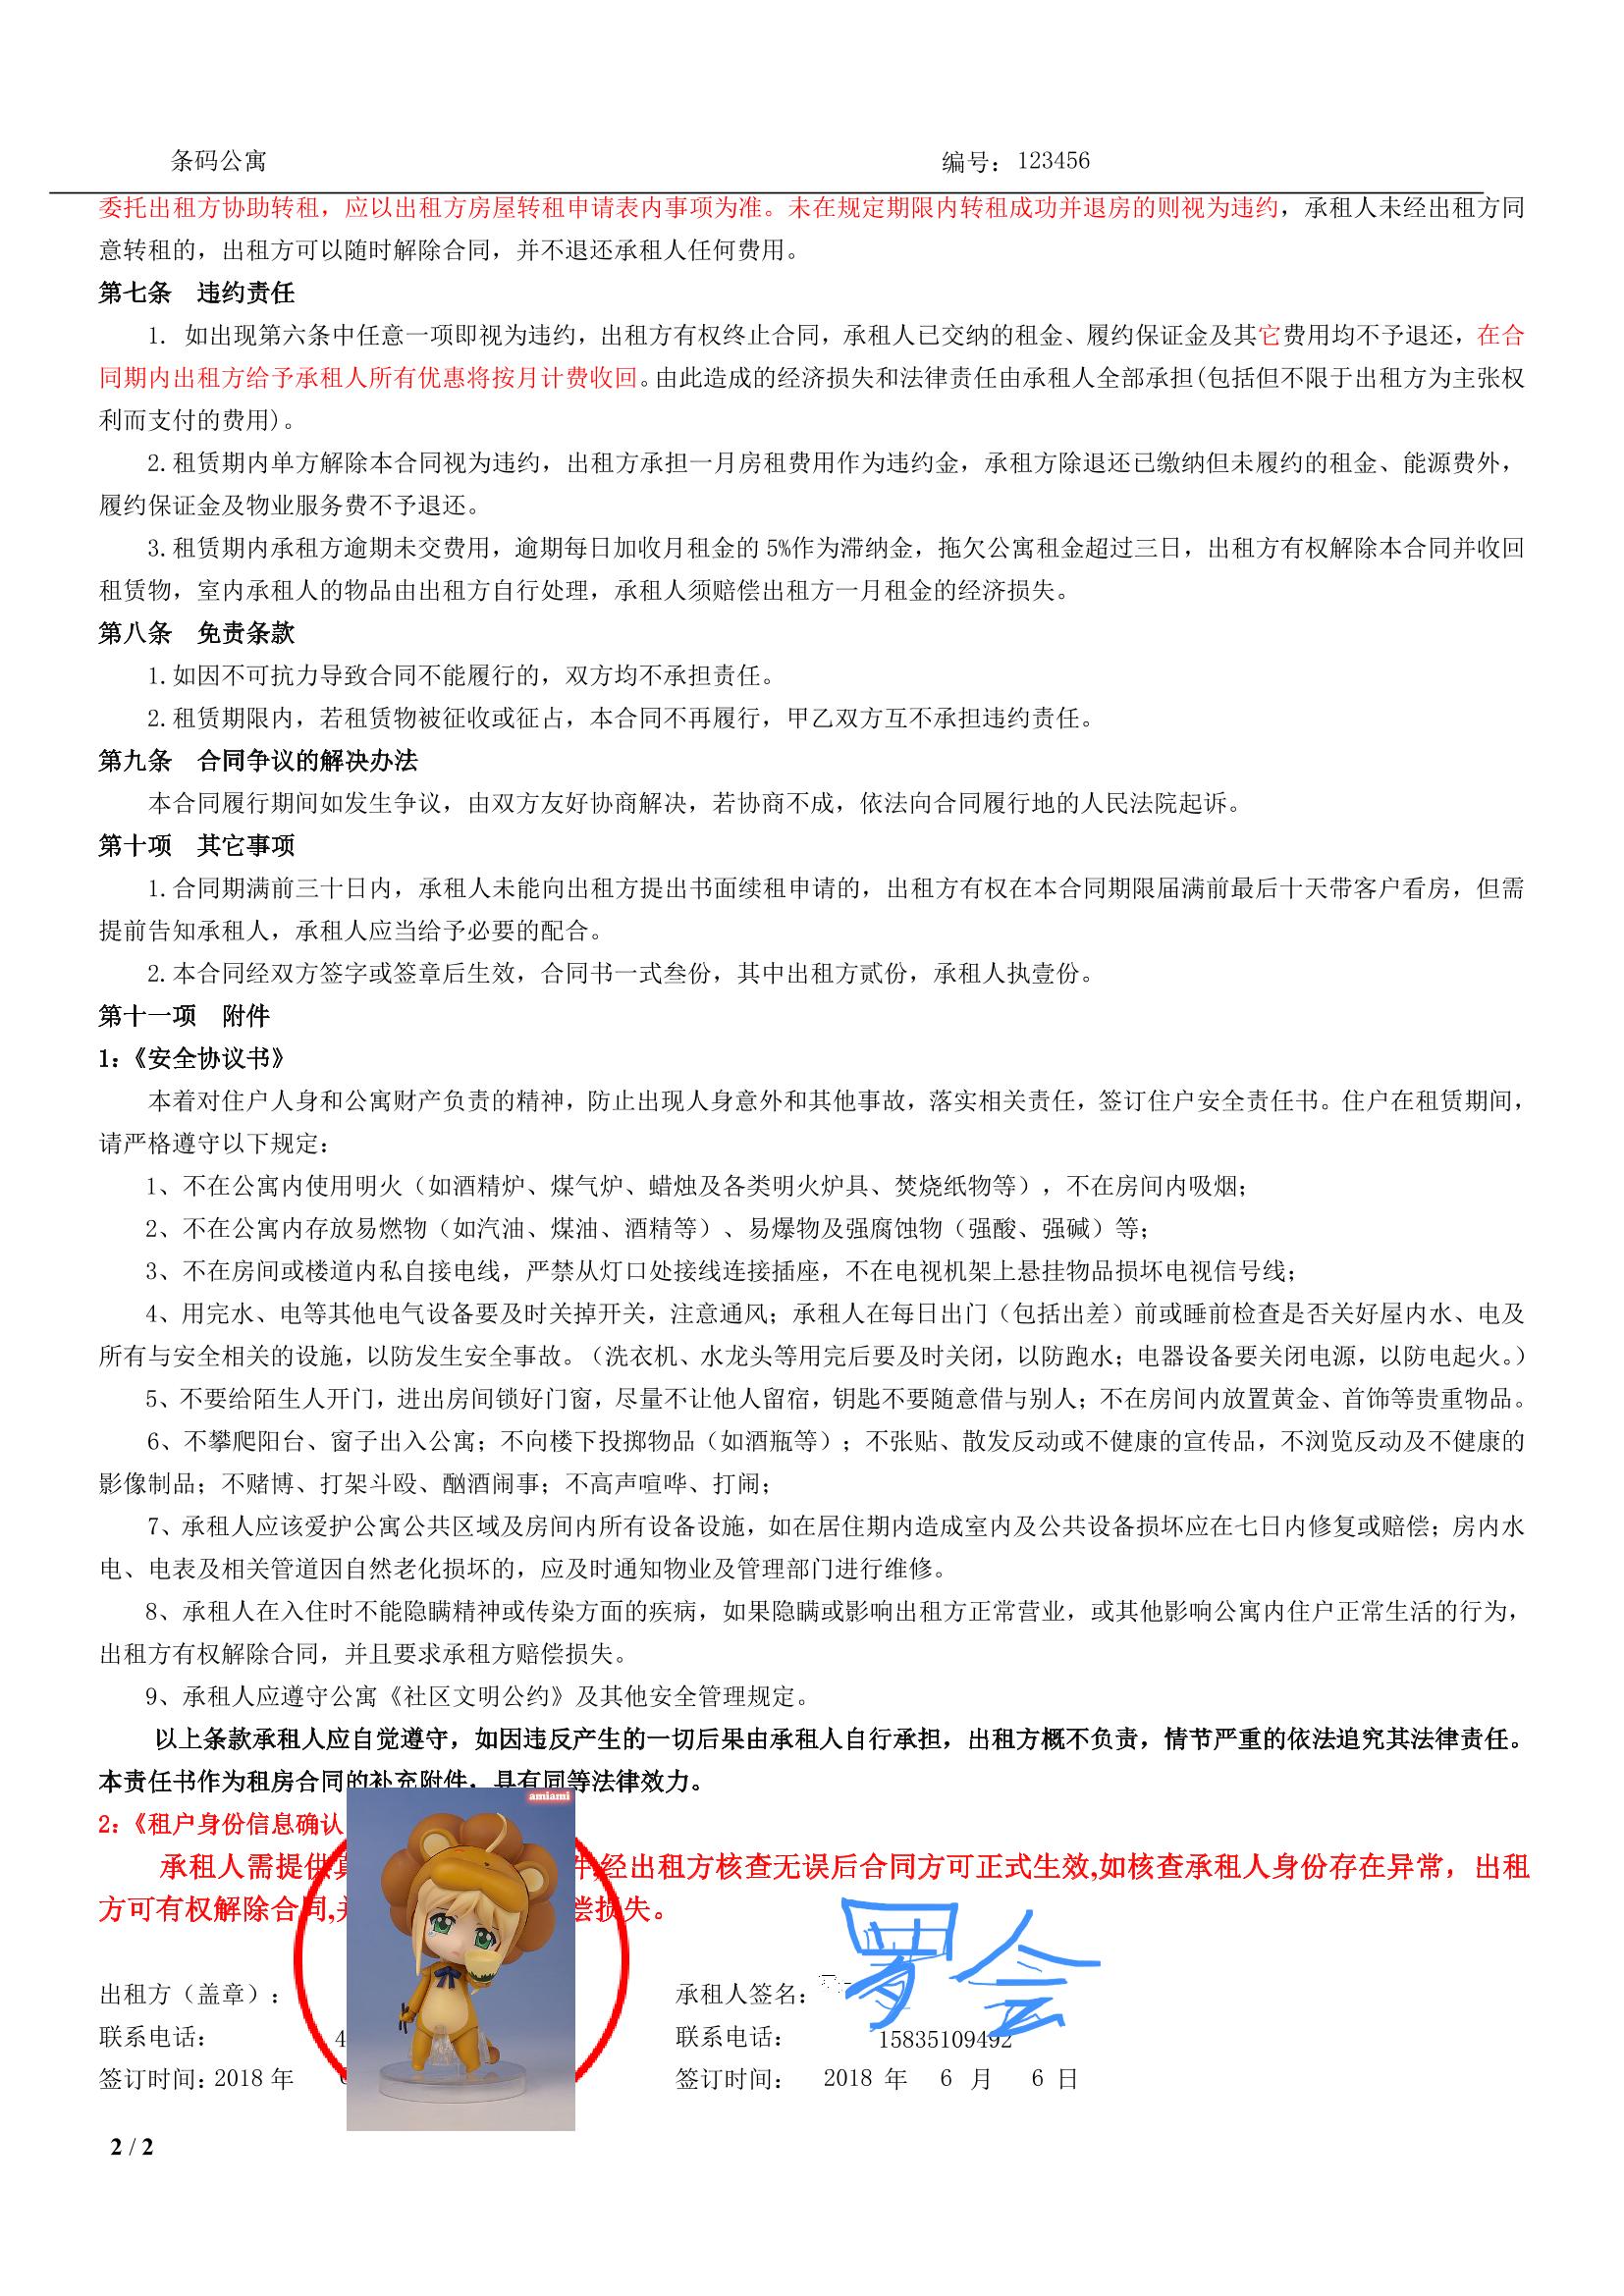 条码公寓 编号：123456
委托出租方协助转租，应以出租方房屋转租申请表内事项为准。未在规定期限内转租成功并退房的则视为违约，承租人未经出租方同
意转租的，出租方可以随时解除合同，并不退还承租人任何费用。
第七条 违约责任
1. 如出现第六条中任意一项即视为违约，出租方有权终止合同，承租人已交纳的租金、履约保证金及其它费用均不予退还，在合
同期内出租方给予承租人所有优惠将按月计费收回。由此造成的经济损失和法律责任由承租人全部承担(包括但不限于出租方为主张权
利而支付的费用)。
2.租赁期内单方解除本合同视为违约，出租方承担一月房租费用作为违约金，承租方除退还已缴纳但未履约的租金、能源费外，
履约保证金及物业服务费不予退还。
3.租赁期内承租方逾期未交费用，逾期每日加收月租金的5%作为滞纳金，拖欠公寓租金超过三日，出租方有权解除本合同并收回
租赁物，室内承租人的物品由出租方自行处理，承租人须赔偿出租方一月租金的经济损失。
第八条 免责条款
1.如因不可抗力导致合同不能履行的，双方均不承担责任。
2.租赁期限内，若租赁物被征收或征占，本合同不再履行，甲乙双方互不承担违约责任。
第九条 合同争议的解决办法
本合同履行期间如发生争议，由双方友好协商解决，若协商不成，依法向合同履行地的人民法院起诉。
第十项 其它事项
1.合同期满前三十日内，承租人未能向出租方提出书面续租申请的，出租方有权在本合同期限届满前最后十天带客户看房，但需
提前告知承租人，承租人应当给予必要的配合。
2.本合同经双方签字或签章后生效，合同书一式叁份，其中出租方贰份，承租人执壹份。
第十一项 附件
1：《安全协议书》
本着对住户人身和公寓财产负责的精神，防止出现人身意外和其他事故，落实相关责任，签订住户安全责任书。住户在租赁期间，
请严格遵守以下规定：
1、不在公寓内使用明火（如酒精炉、煤气炉、蜡烛及各类明火炉具、焚烧纸物等），不在房间内吸烟；
2、不在公寓内存放易燃物（如汽油、煤油、酒精等）、易爆物及强腐蚀物（强酸、强碱）等；
3、不在房间或楼道内私自接电线，严禁从灯口处接线连接插座，不在电视机架上悬挂物品损坏电视信号线；
4、用完水、电等其他电气设备要及时关掉开关，注意通风；承租人在每日出门（包括出差）前或睡前检查是否关好屋内水、电及
所有与安全相关的设施，以防发生安全事故。（洗衣机、水龙头等用完后要及时关闭，以防跑水；电器设备要关闭电源，以防电起火。）
5、不要给陌生人开门，进出房间锁好门窗，尽量不让他人留宿，钥匙不要随意借与别人；不在房间内放置黄金、首饰等贵重物品。
6、不攀爬阳台、窗子出入公寓；不向楼下投掷物品（如酒瓶等）；不张贴、散发反动或不健康的宣传品，不浏览反动及不健康的
影像制品；不赌博、打架斗殴、酗酒闹事；不高声喧哗、打闹；
7、承租人应该爱护公寓公共区域及房间内所有设备设施，如在居住期内造成室内及公共设备损坏应在七日内修复或赔偿；房内水
电、电表及相关管道因自然老化损坏的，应及时通知物业及管理部门进行维修。
8、承租人在入住时不能隐瞒精神或传染方面的疾病，如果隐瞒或影响出租方正常营业，或其他影响公寓内住户正常生活的行为，
出租方有权解除合同，并且要求承租方赔偿损失。
9、承租人应遵守公寓《社区文明公约》及其他安全管理规定。
以上条款承租人应自觉遵守，如因违反产生的一切后果由承租人自行承担，出租方概不负责，情节严重的依法追究其法律责任。
本责任书作为租房合同的补充附件，具有同等法律效力。
amiami
2：《租户身份信息确认
承租人需提供 件,经出租方核查无误后合同方可正式生效,如核查承租人身份存在异常，出租
方可有权解除合同, 偿损失。
罗会
出租方（盖章）： 承租人签名：
联系电话： 4 联系电话： 15835109492
签订时间：2018 年 签订时间： 2018 年 6 月 6 日
2 / 2